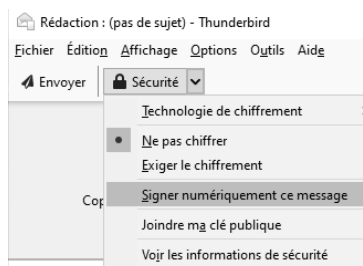 Rédaction : (pas de sujet) - Thunderbird
Fichier Édition Affichage Options Outils Aide
Envoyer Sécurité
Technologie de chiffrement
Ne pas chiffrer
Exiger le chiffrement
Signer numériquement ce message
Cop
Joindre ma clé publique
Voir les informations de sécurité